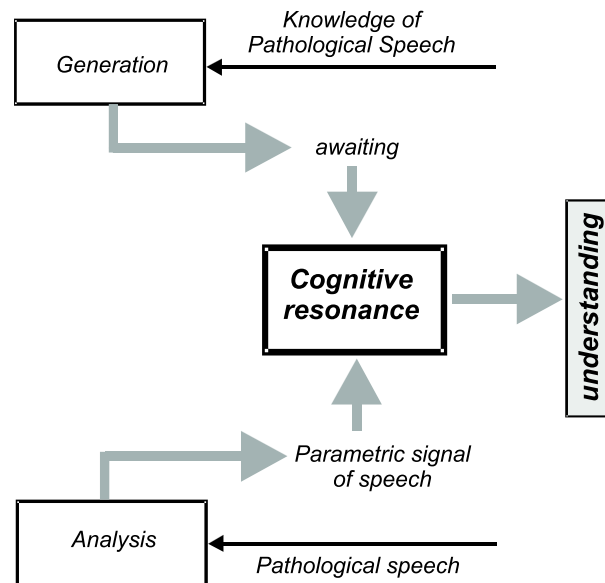 Knowledge of
Pathological Speech
Generation
awaiting
Cognitive
resonance
understanding
Parametric signal
of speech
Analysis
Pathological speech